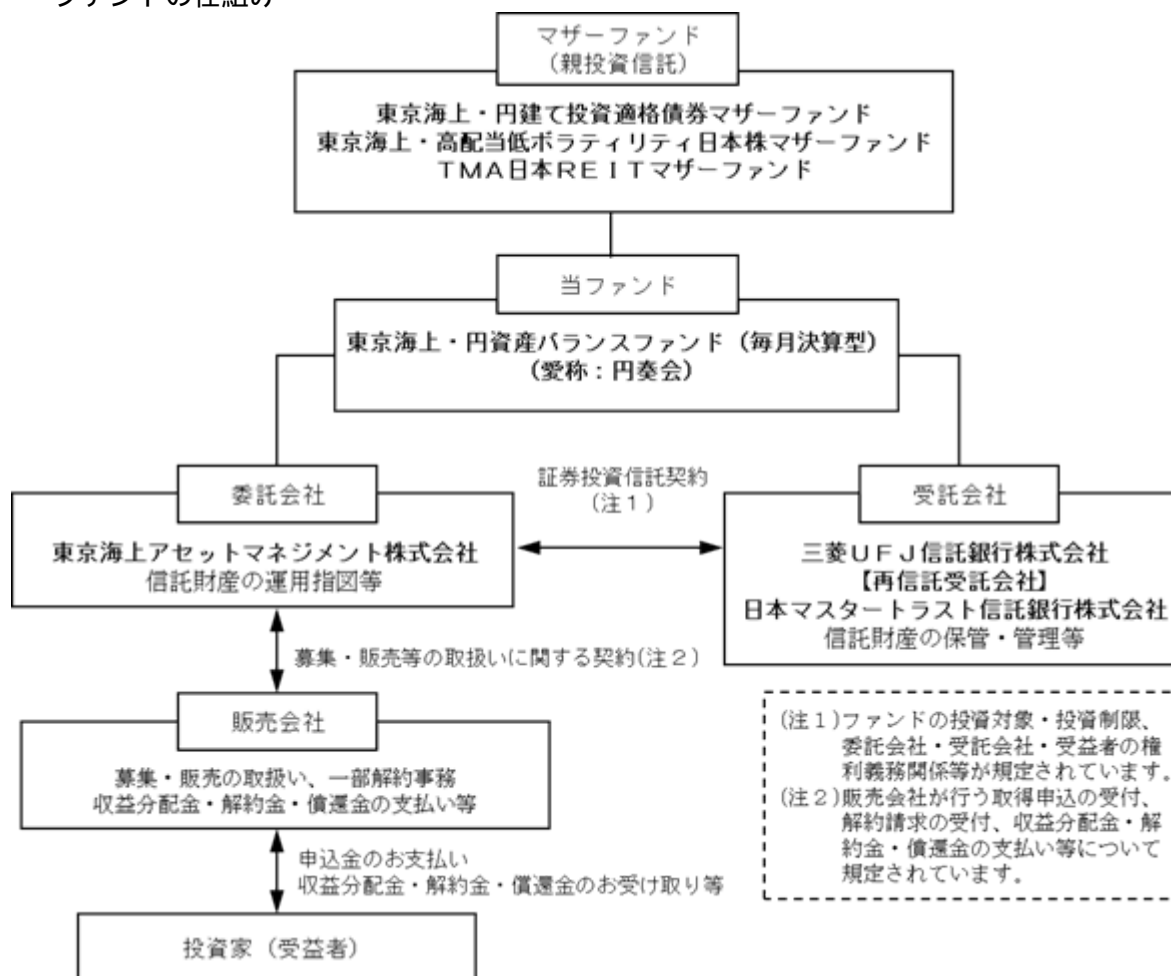 ファンドの仕組み
マザーファンド
(親投資信託)
東京海上・円建て投資適格債券マザーファンド
東京海上・高配当低ボラティリティ日本株マザーファンド
ＴＭＡ日本ＲＥＩＴマザーファンド
当ファンド
東京海上・円資産バランスファンド（毎月決算型）
(愛称：円奏会)
委託会社
東京海上アセットマネジメント株式会社
信託財産の運用指図等
証券投資信託契約
(注１)
受託会社
三菱ＵＦＪ信託銀行株式会社
【再信託受託会社】
日本マスタートラスト信託銀行株式会社
信託財産の保管・管理等
募集・販売等の取扱いに関する契約(注２)
販売会社
募集・販売の取扱い、一部解約事務
収益分配金・解約金・償還金の支払い等
(注１)ファンドの投資対象・投資制限、
委託会社・受託会社・受益者の権
利義務関係等が規定されています。
(注２)販売会社が行う取得申込の受付、
解約請求の受付、収益分配金・解
約金・償還金の支払い等について
規定されています。
申込金のお支払い
収益分配金・解約金・償還金のお受け取り等
投資家（受益者）